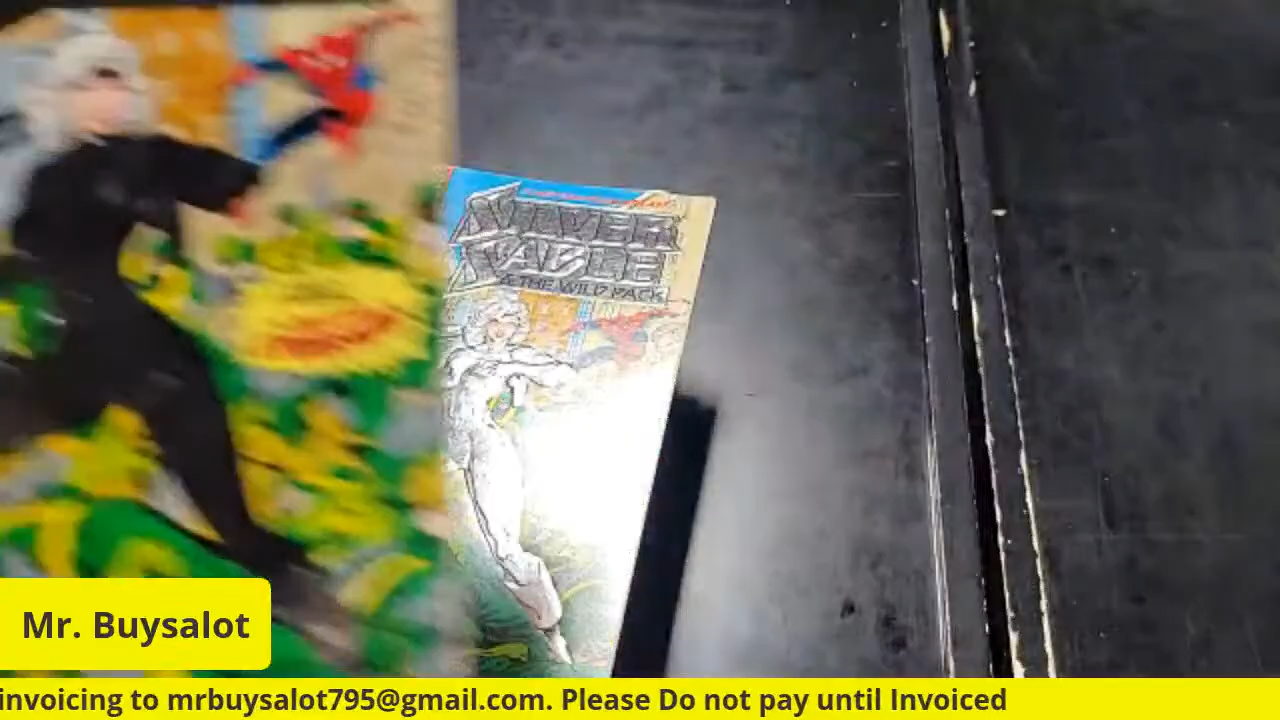 SILVER
SABLE
& THE WILD PACK
Mr. Buysalot
invoicing to mrbuysalot795@gmail.com. Please Do not pay until Invoiced